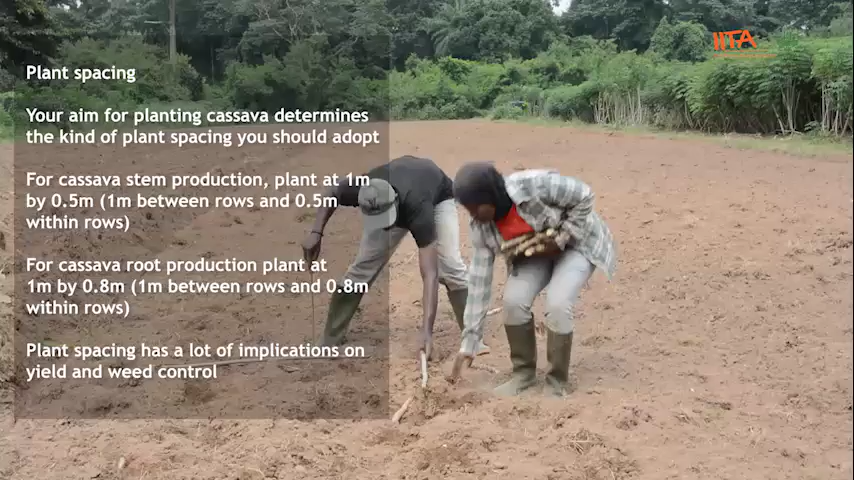 IITA
Plant spacing
Your aim for planting cassava determines
the kind of plant spacing you should adopt
For cassava stem production, plant at 1m
by 0.5m (1m between rows and 0.5m
within rows)
For cassava root production plant at
1m by 0.8m (1m between rows and 0.8m
within rows)
Plant spacing has a lot of implications on
yield and weed control